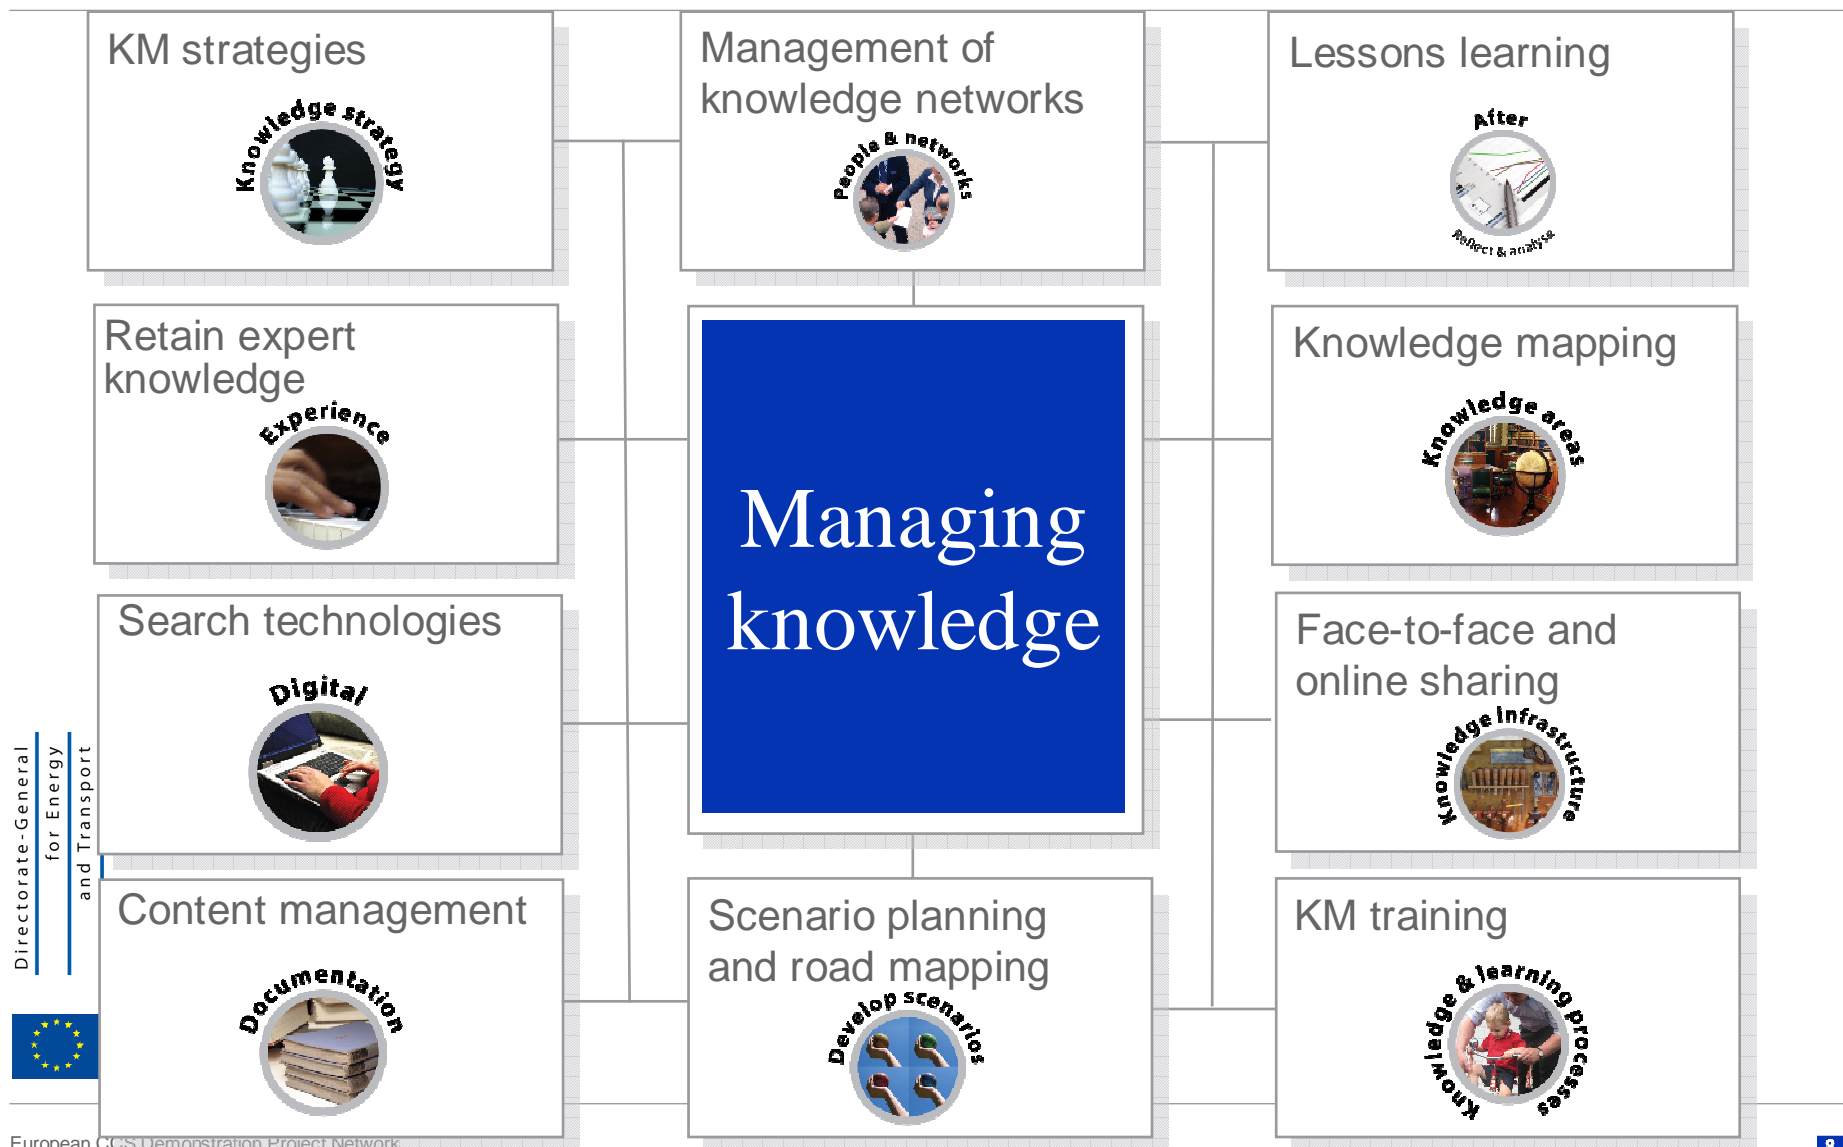 KM strategies
Knowledge strategy
Management of
knowledge networks
People & networks
Lessons learning
After
Reflect & analyse
Retain expert
knowledge
Experience
Managing
knowledge
Knowledge mapping
Knowledge areas
Search technologies
Digital
Face-to-face and
online sharing
Knowledge infrastructure
Content management
Documentation
Scenario planning
and road mapping
Develop scenarios
KM training
Knowledge & learning processes
Directorate-General
for Energy
and Transport
European CCS Demonstration Project Network
8